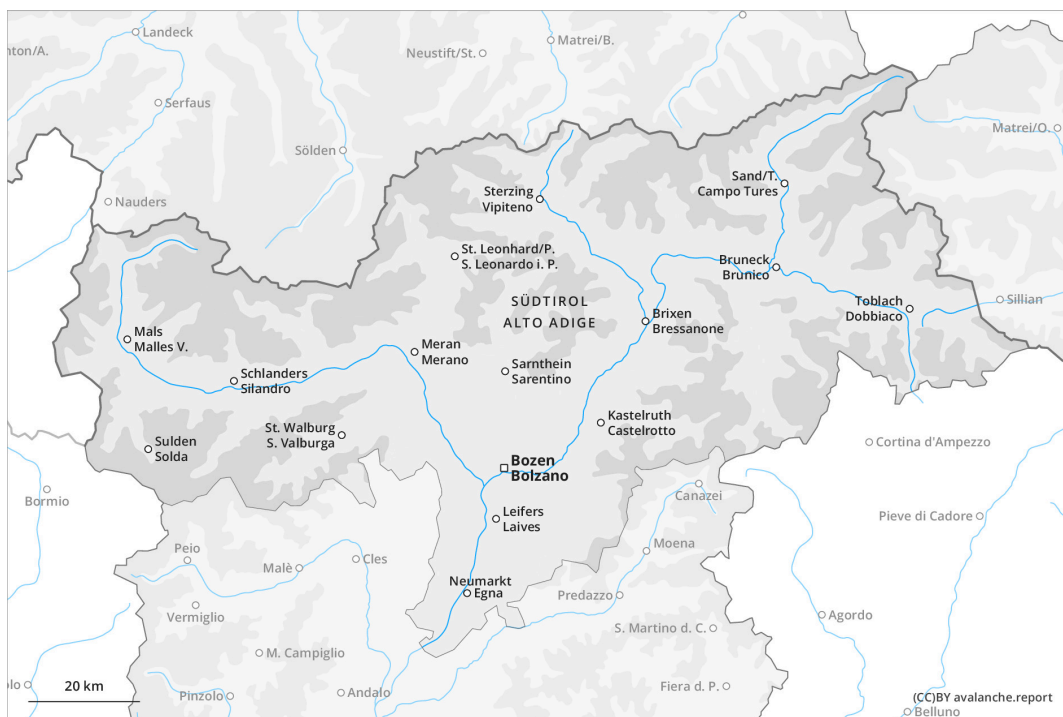 Landeck
nton/A.
Matrei/B.
Neustift/St.
Serfaus
Matrei/O.
Sölden
Sand/T.
Campo Tures
Sterzing
Vipiteno
Nauders
St. Leonhard/P.
S. Leonardo i. P.
Bruneck
Brunico
SÜDTIROL
ALTO ADIGE
Toblach
Dobbiaco
Sillian
Brixen
Bressanone
Mals
Malles V.
Meran
Merano
Sarnthein
Sarentino
Schlanders
Silandro
Kastelruth
Castelrotto
St. Walburg
S. Valburga
Sulden
Solda
Cortina d'Ampezzo
Bozen
Bolzano
Bormio
Canazei
Leifers
Laives
Pieve di Cadore
Moena
Peio
Cles
Malè
Neumarkt
Egna
Predazzo
Vermiglio
Agordo
S. Martino d. C.
M. Campiglio
olo
20 km
Pinzolo
Andalo
Fiera d. P.
(CC)BY avalanche.report
Belluno